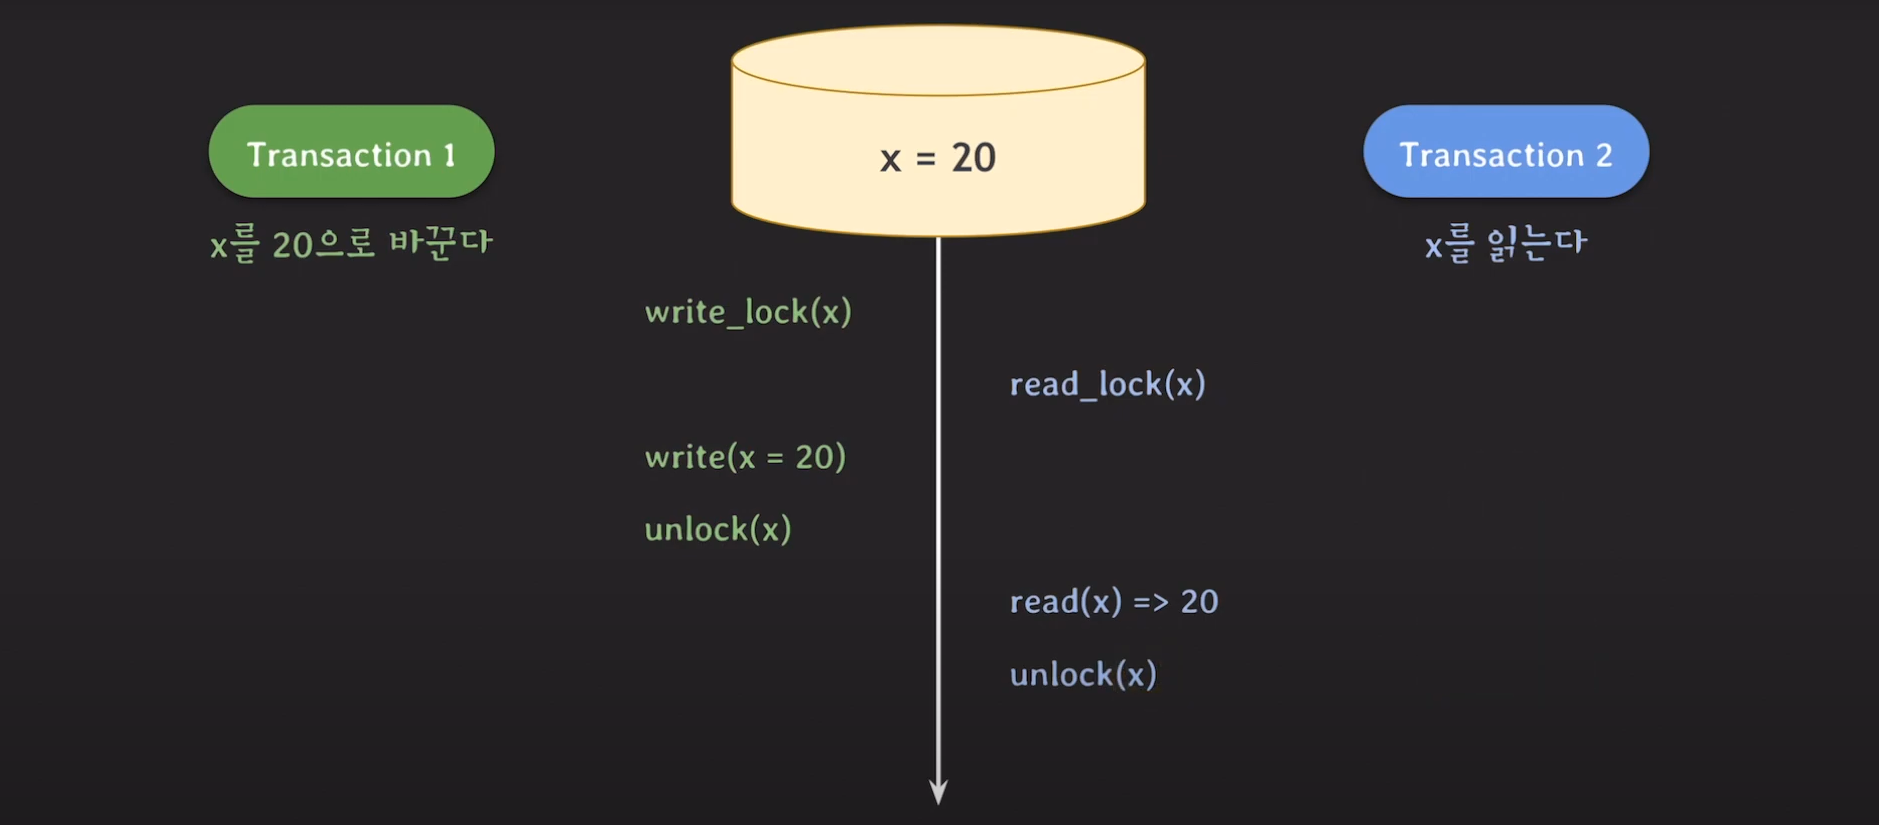 Transaction 1
x = 20
Transaction 2
x를 20으로 바꾼다
x를 읽는다
write_lock(x)
read_lock(x)
write(x = 20)
unlock(x)
read(x) => 20
unlock(x)